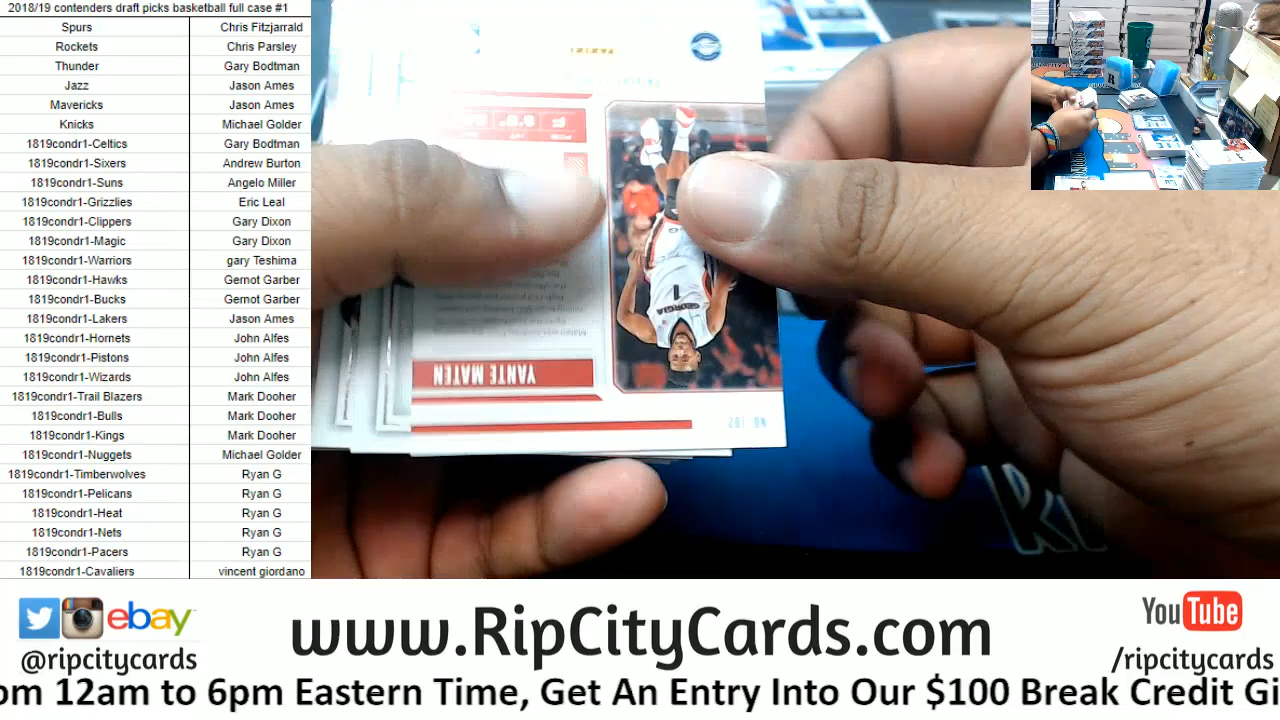 2018/19 contenders draft picks basketball full case #1
Spurs Chris Fitzjarrald
Rockets Chris Parsley
Thunder Gary Bodtman
Jazz Jason Ames
Mavericks Jason Ames
Knicks Michael Golder
1819condr1-Celtics Gary Bodtman
1819condr1-Sixers Andrew Burton
1819condr1-Suns Angelo Miller
1819condr1-Grizzlies Eric Leal
1819condr1-Clippers Gary Dixon
1819condr1-Magic Gary Dixon
1819condr1-Warriors gary Teshima
1819condr1-Hawks Gernot Garber
1819condr1-Bucks Gernot Garber
1819condr1-Lakers Jason Ames
1819condr1-Hornets John Alfes
1819condr1-Pistons John Alfes
1819condr1-Wizards John Alfes
1819condr1-Trail Blazers Mark Dooher
1819condr1-Bulls Mark Dooher
1819condr1-Kings Mark Dooher
1819condr1-Nuggets Michael Golder
1819condr1-Timberwolves Ryan G
1819condr1-Pelicans Ryan G
1819condr1-Heat Ryan G
1819condr1-Nets Ryan G
1819condr1-Pacers Ryan G
1819condr1-Cavaliers vincent giordano
PANINI
GEORGIA
1
YANTE MATEN
ebay
@ripcitycards
www.RipCityCards.com
YouTube
/ripcitycards
om 12am to 6pm Eastern Time, Get An Entry Into Our $100 Break Credit Gi